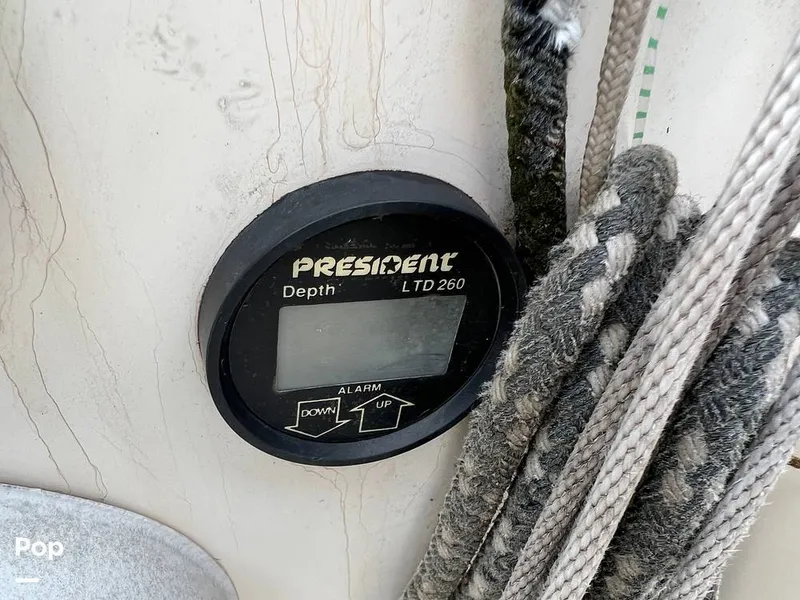 PRESIDENT
Depth LTD 260
ALARM
DOWN UP
Pop